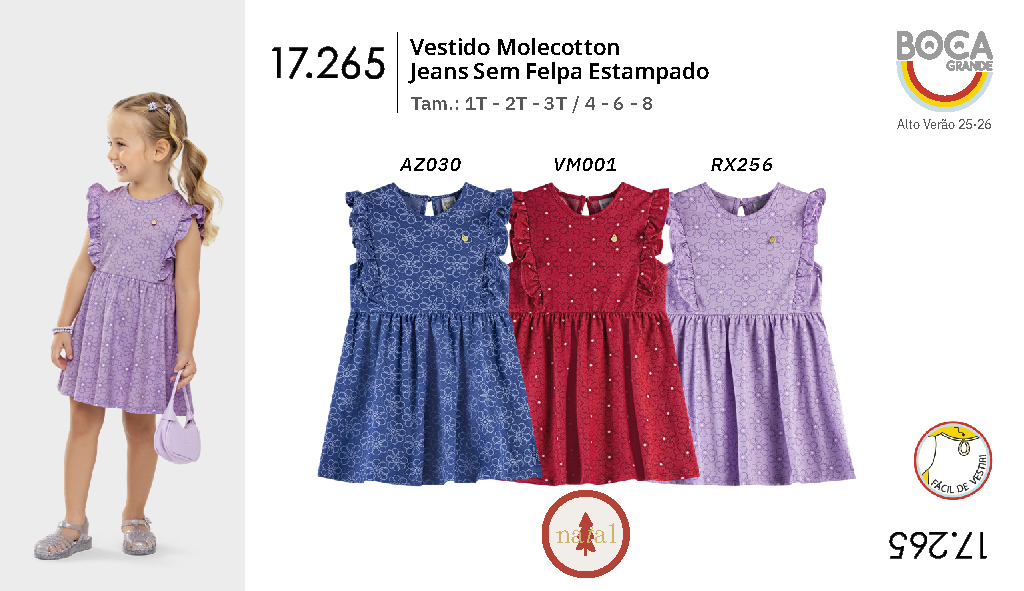 17.265
Vestido Molecotton
Jeans Sem Felpa Estampado
Tam.: 1T - 2T - 3T / 4 - 6 - 8
BOCA
GRANDE
Alto Verão 25-26
AZ030
VM001
RX256
natal
FÁCIL DE VESTIR!
17.265